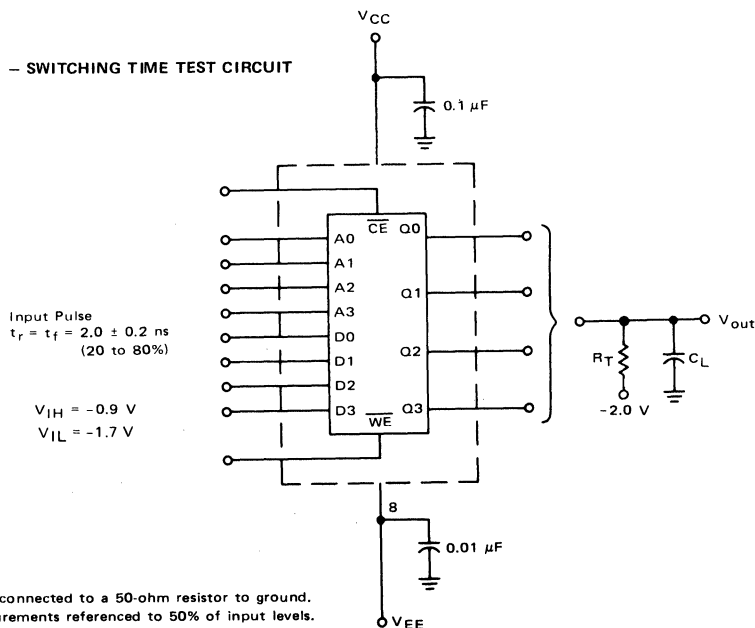 VCC
– SWITCHING TIME TEST CIRCUIT
0.1 μF
CE Q0
A0
A1
A2 Q1
A3
D0
D1 Q2
D2
D3 Q3
WE
Input Pulse
tr = tf = 2.0 ± 0.2 ns
(20 to 80%)
VIH = –0.9 V
VIL = –1.7 V
Vout
RT
CL
–2.0 V
8
0.01 μF
connected to a 50-ohm resistor to ground.
urements referenced to 50% of input levels.
VEE